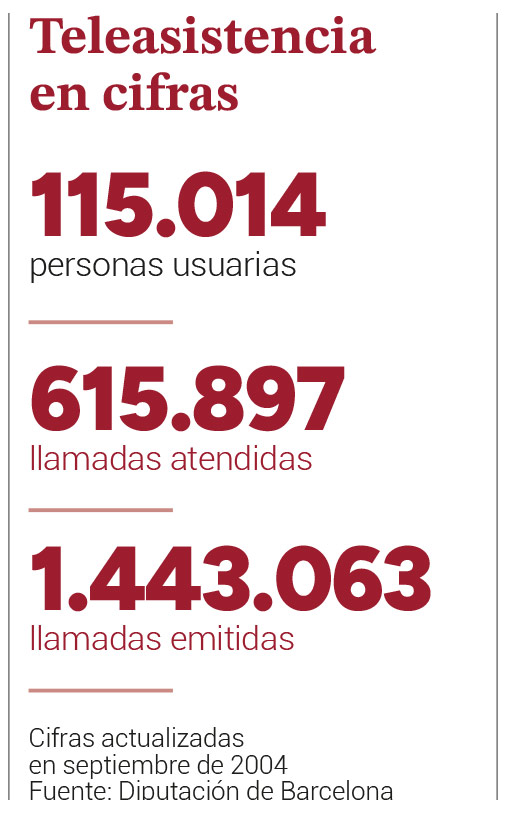 Teleasistencia
en cifras
115.014
personas usuarias
615.897
llamadas atendidas
1.443.063
llamadas emitidas
Cifras actualizadas
en septiembre de 2004
Fuente: Diputación de Barcelona